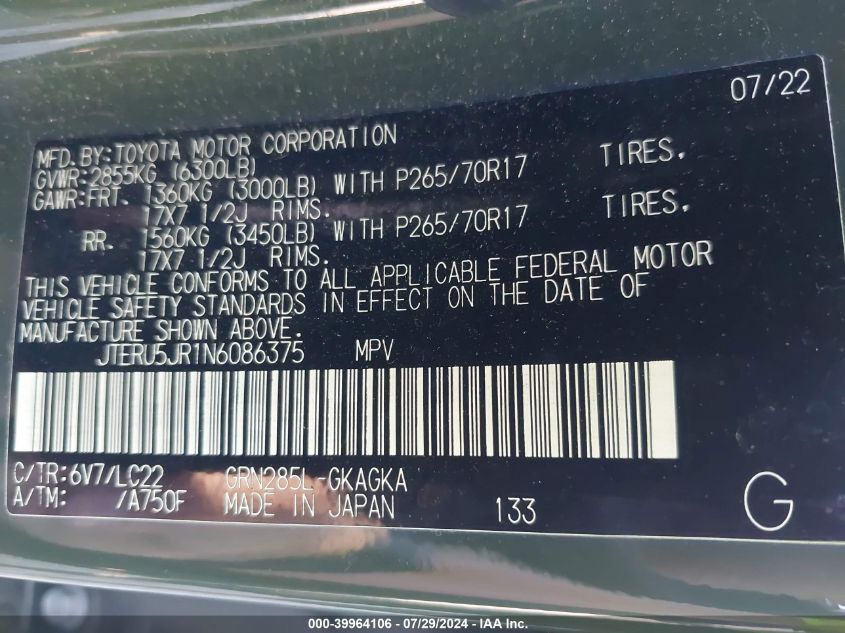 07/22
MFD. BY:TOYOTA MOTOR CORPORATION
GVWR:2855KG (6300LB)
GAWR:FRT. 1360KG (3000LB) WITH P265/70R17 TIRES.
17X7 1/2J RIMS.
RR. 1560KG (3450LB) WITH P265/70R17 TIRES.
17X7 1/2J RIMS.
THIS VEHICLE CONFORMS TO ALL APPLICABLE FEDERAL MOTOR
VEHICLE SAFETY STANDARDS IN EFFECT ON THE DATE OF
MANUFACTURE SHOWN ABOVE.
JTERU5JR1N6086375 MPV
C/TR:6V7/LC22 GRN285L-GKAGKA
A/TM: /A750F MADE IN JAPAN 133 G
000-39964106 - 07/29/2024 - IAA Inc.